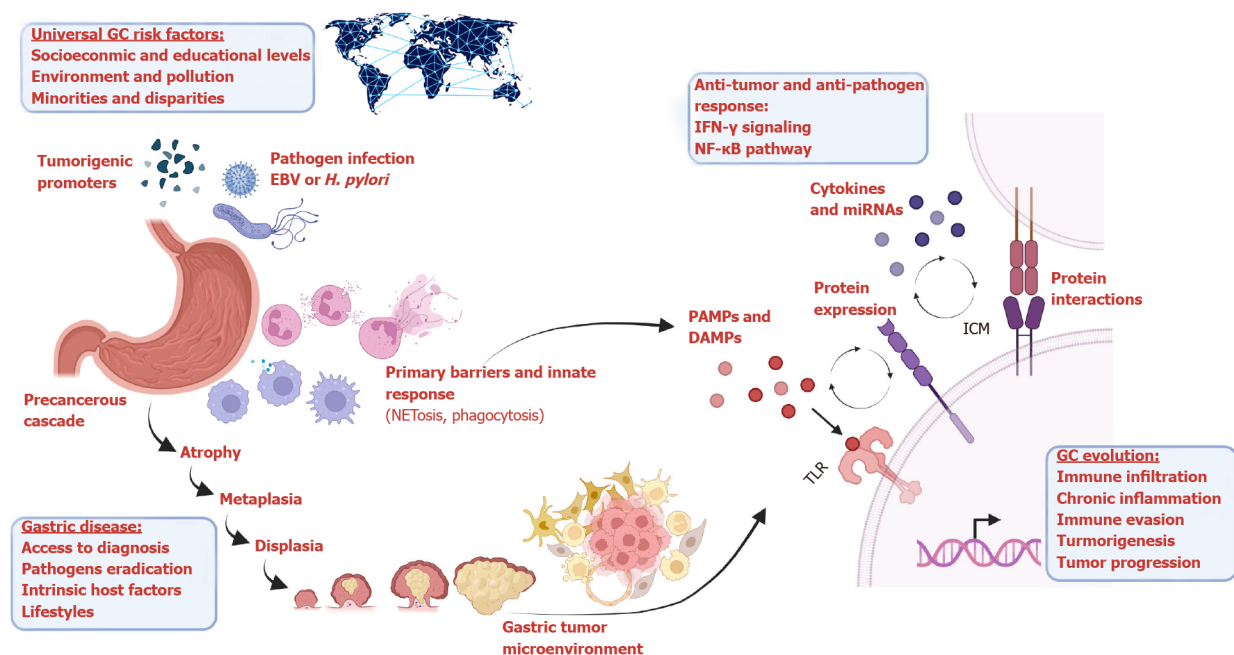 Universal GC risk factors:
Socioeconmic and educational levels
Environment and pollution
Minorities and disparities
Tumorigenic
promoters
Pathogen infection
EBV or H. pylori
Primary barriers and innate
response
(NETosis, phagocytosis)
Precancerous
cascade
Atrophy
Metaplasia
Displasia
Gastric disease:
Access to diagnosis
Pathogens eradication
Intrinsic host factors
Lifestyles
Gastric tumor
microenvironment
Anti-tumor and anti-pathogen
response:
IFN-γ signaling
NF-κB pathway
Cytokines
and miRNAs
Protein
expression
ICM
Protein
interactions
PAMPs and
DAMPs
TLR
GC evolution:
Immune infiltration
Chronic inflammation
Immune evasion
Turmorigenesis
Tumor progression